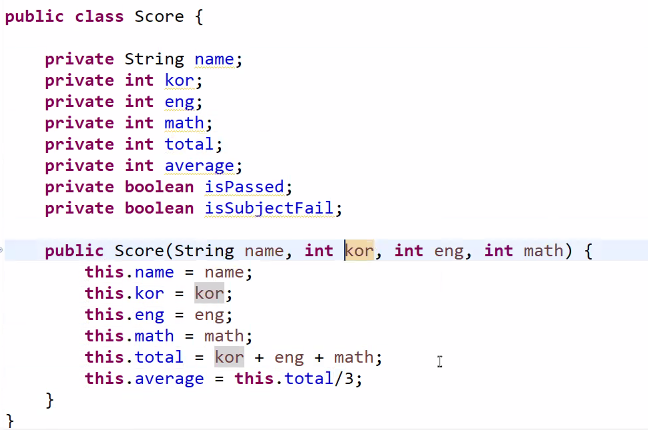 public class Score {
private String name;
private int kor;
private int eng;
private int math;
private int total;
private int average;
private boolean isPassed;
private boolean isSubjectFail;
public Score(String name, int kor, int eng, int math) {
this.name = name;
this.kor = kor;
this.eng = eng;
this.math = math;
this.total = kor + eng + math;
this.average = this.total/3;
}
}